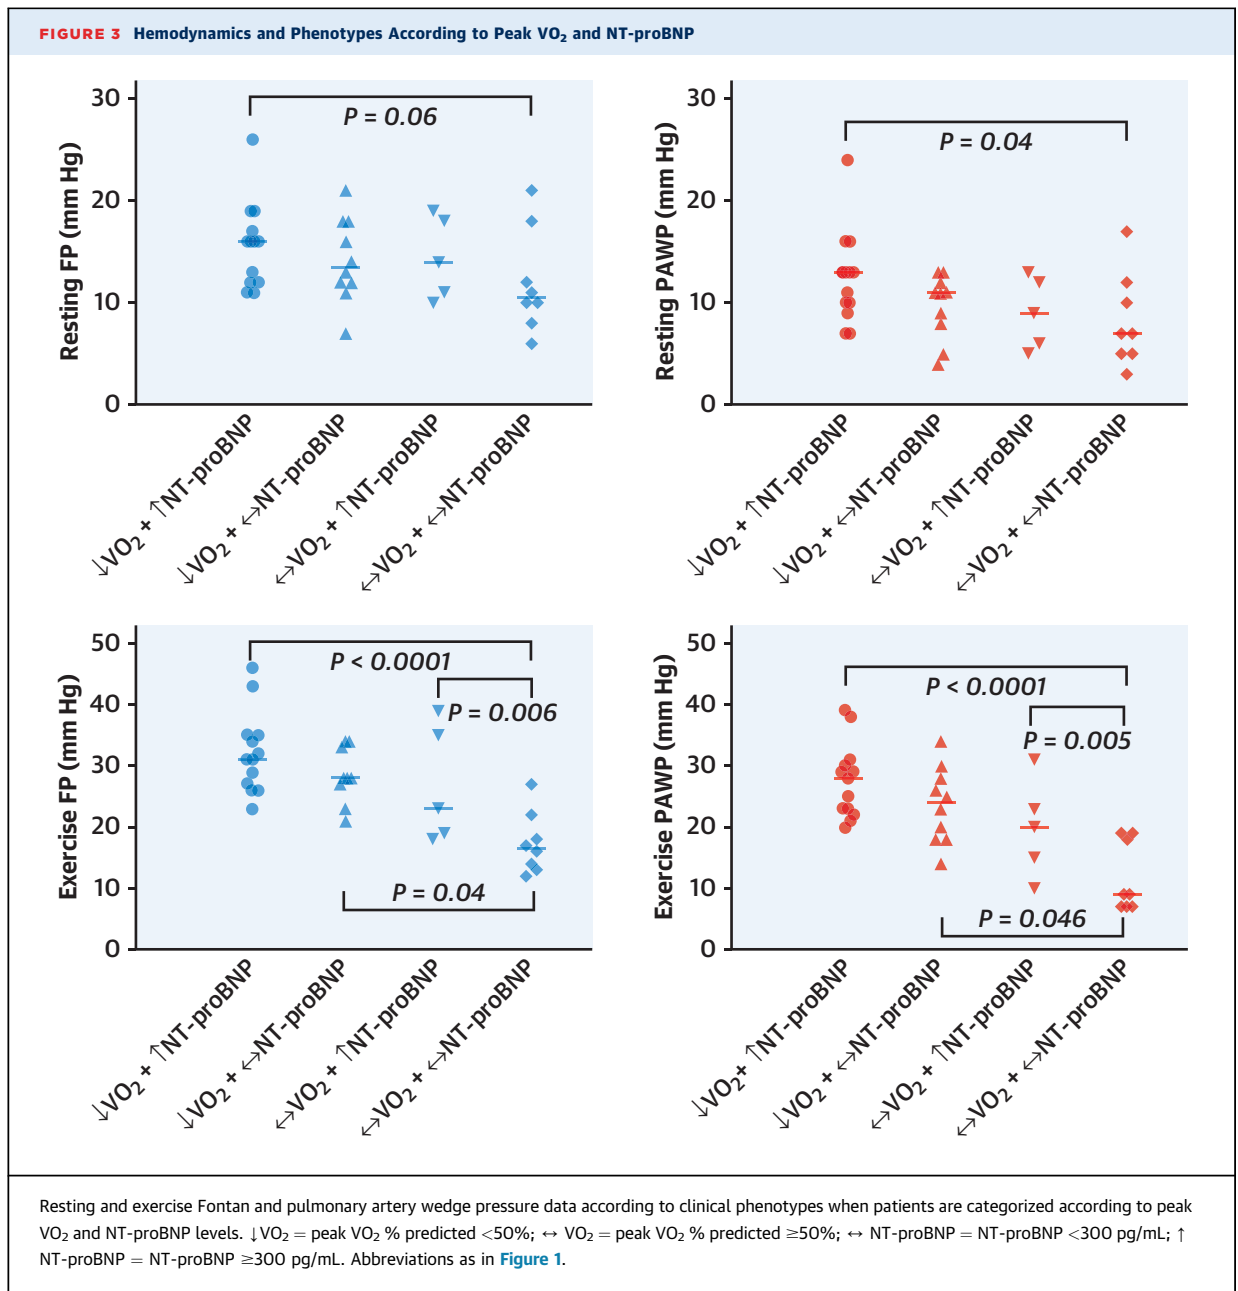 FIGURE 3 Hemodynamics and Phenotypes According to Peak VO₂ and NT-proBNP
Resting FP (mm Hg)
30
20
10
0
P = 0.06
↓VO₂ + ↑NT-proBNP
↓VO₂ + ↔NT-proBNP
↔VO₂ + ↑NT-proBNP
↔VO₂ + ↔NT-proBNP
Resting PAWP (mm Hg)
30
20
10
0
P = 0.04
↓VO₂ + ↑NT-proBNP
↓VO₂ + ↔NT-proBNP
↔VO₂ + ↑NT-proBNP
↔VO₂ + ↔NT-proBNP
Exercise FP (mm Hg)
50
40
30
20
10
0
P < 0.0001
P = 0.006
P = 0.04
↓VO₂ + ↑NT-proBNP
↓VO₂ + ↔NT-proBNP
↔VO₂ + ↑NT-proBNP
↔VO₂ + ↔NT-proBNP
Exercise PAWP (mm Hg)
50
40
30
20
10
0
P < 0.0001
P = 0.005
P = 0.046
↓VO₂+ ↑NT-proBNP
↓VO₂ + ↔NT-proBNP
↔VO₂ + ↑NT-proBNP
↔VO₂ + ↔NT-proBNP
Resting and exercise Fontan and pulmonary artery wedge pressure data according to clinical phenotypes when patients are categorized according to peak
VO₂ and NT-proBNP levels. ↓VO₂ = peak VO₂ % predicted <50%; ↔ VO₂ = peak VO₂ % predicted ≥50%; ↔ NT-proBNP = NT-proBNP <300 pg/mL; ↑
NT-proBNP = NT-proBNP ≥300 pg/mL. Abbreviations as in Figure 1.